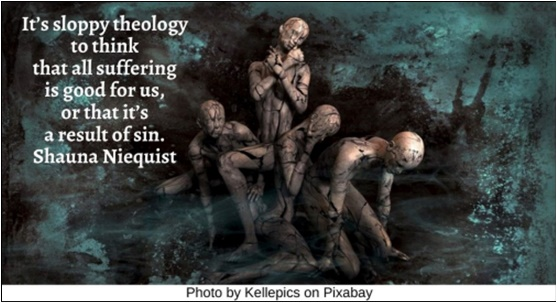 It's sloppy theology
to think
that all suffering
is good for us,
or that it's
a result of sin.
Shauna Niequist
Photo by Kellepics on Pixabay